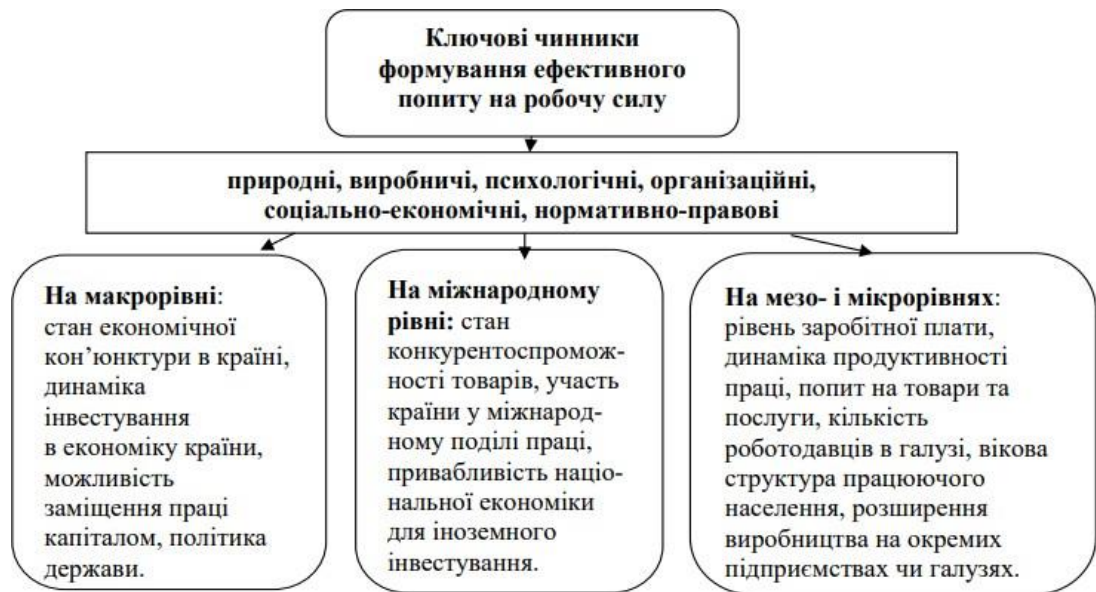 Ключові чинники
формування ефективного
попиту на робочу силу
природні, виробничі, психологічні, організаційні,
соціально-економічні, нормативно-правові
На макрорівні:
стан економічної
кон’юнктури в країні,
динаміка
інвестування
в економіку країни,
можливість
заміщення праці
капіталом, політика
держави.
На міжнародному
рівні: стан
конкурентоспромож-
ності товарів, участь
країни у міжнарод-
ному поділі праці,
привабливість націо-
нальної економіки
для іноземного
інвестування.
На мезо- і мікрорівнях:
рівень заробітної плати,
динаміка продуктивності
праці, попит на товари та
послуги, кількість
роботодавців в галузі, вікова
структура працюючого
населення, розширення
виробництва на окремих
підприємствах чи галузях.